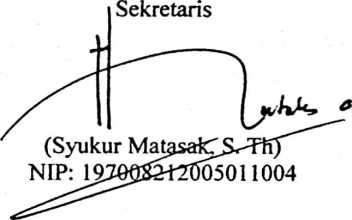 Sekretaris
(Syukur Matasak, S. Th)
NIP: 197008212005011004